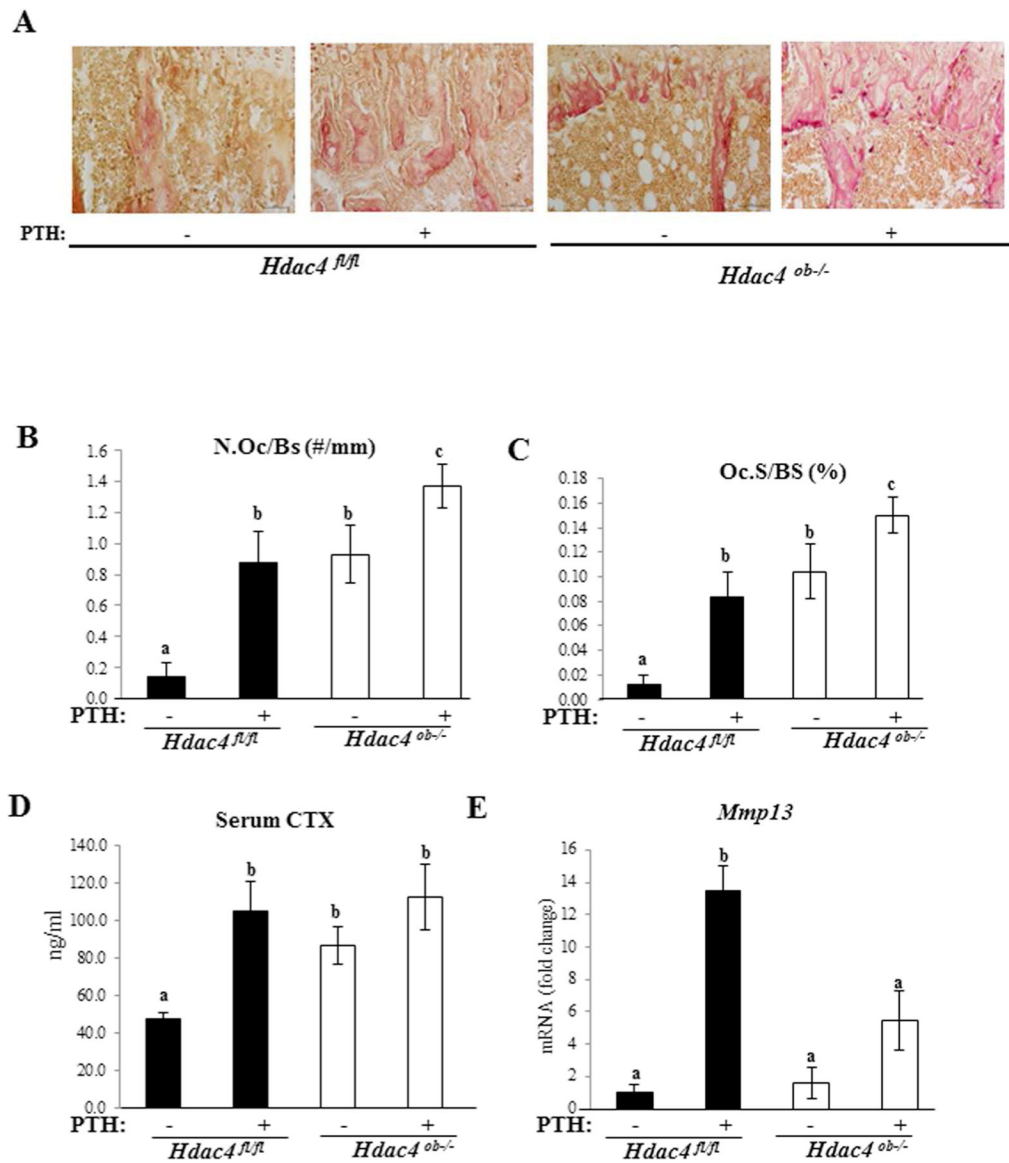 A
PTH: - + - +
Hdac4 fl/fl Hdac4 ob-/-
B
N.Oc/Bs (#/mm)
1.6
1.4
1.2
1.0
0.8
0.6
0.4
0.2
0.0
a b b c
PTH: - + - +
Hdac4 fl/fl Hdac4 ob-/-
C
Oc.S/BS (%)
0.18
0.16
0.14
0.12
0.10
0.08
0.06
0.04
0.02
0.00
a b b c
PTH: - + - +
Hdac4 fl/fl Hdac4 ob-/-
D
Serum CTX
ng/ml
140.0
120.0
100.0
80.0
60.0
40.0
20.0
0.0
a b b b
PTH: - + - +
Hdac4 fl/fl Hdac4 ob-/-
E
Mmp13
mRNA (fold change)
16
14
12
10
8
6
4
2
0
a b a a
PTH: - + - +
Hdac4 fl/fl Hdac4 ob-/-